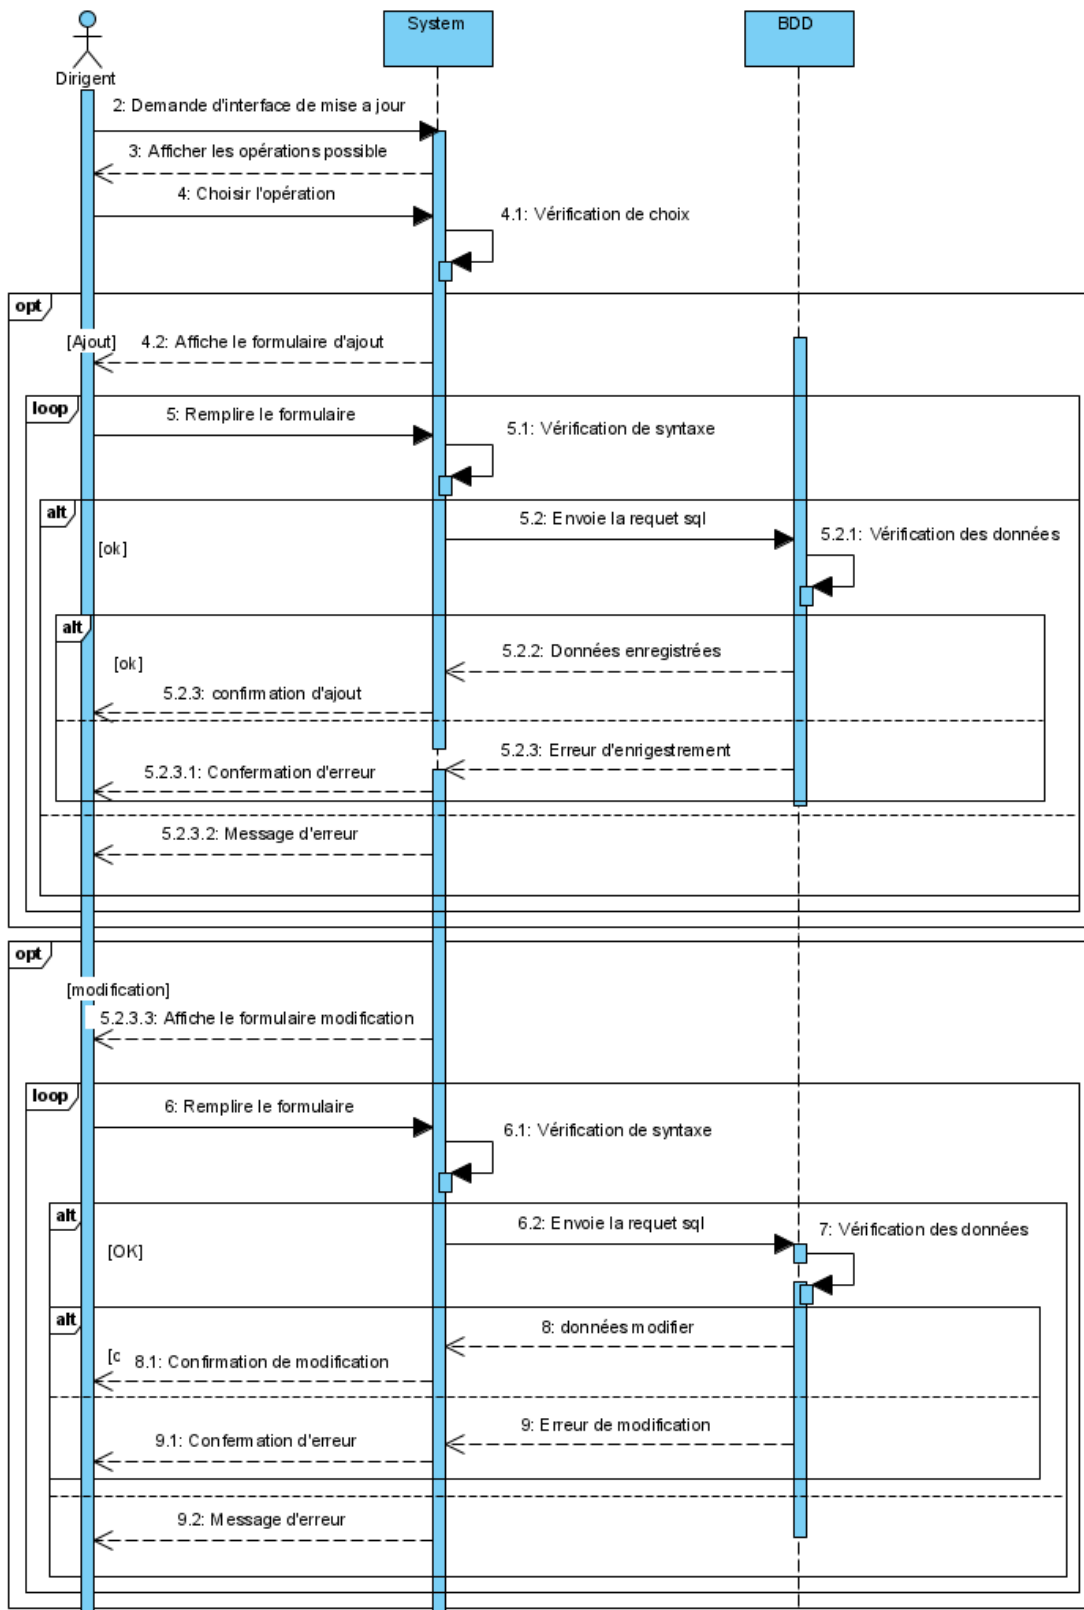 System
BDD
Dirigent
2: Demande d'interface de mise a jour
3: Afficher les opérations possible
4: Choisir l'opération
4.1: Vérification de choix
opt
[Ajout]
4.2: Affiche le formulaire d'ajout
loop
5: Remplire le formulaire
5.1: Vérification de syntaxe
alt
[ok]
5.2: Envoie la requet sql
5.2.1: Vérification des données
alt
[ok]
5.2.2: Données enregistrées
5.2.3: confirmation d'ajout
5.2.3: Erreur d'enrigestrement
5.2.3.1: Confermation d'erreur
5.2.3.2: Message d'erreur
opt
[modification]
5.2.3.3: Affiche le formulaire modification
loop
6: Remplire le formulaire
6.1: Vérification de syntaxe
alt
[OK]
6.2: Envoie la requet sql
7: Vérification des données
alt
8: données modifier
8.1: Confirmation de modification
9: Erreur de modification
9.1: Confermation d'erreur
9.2: Message d'erreur